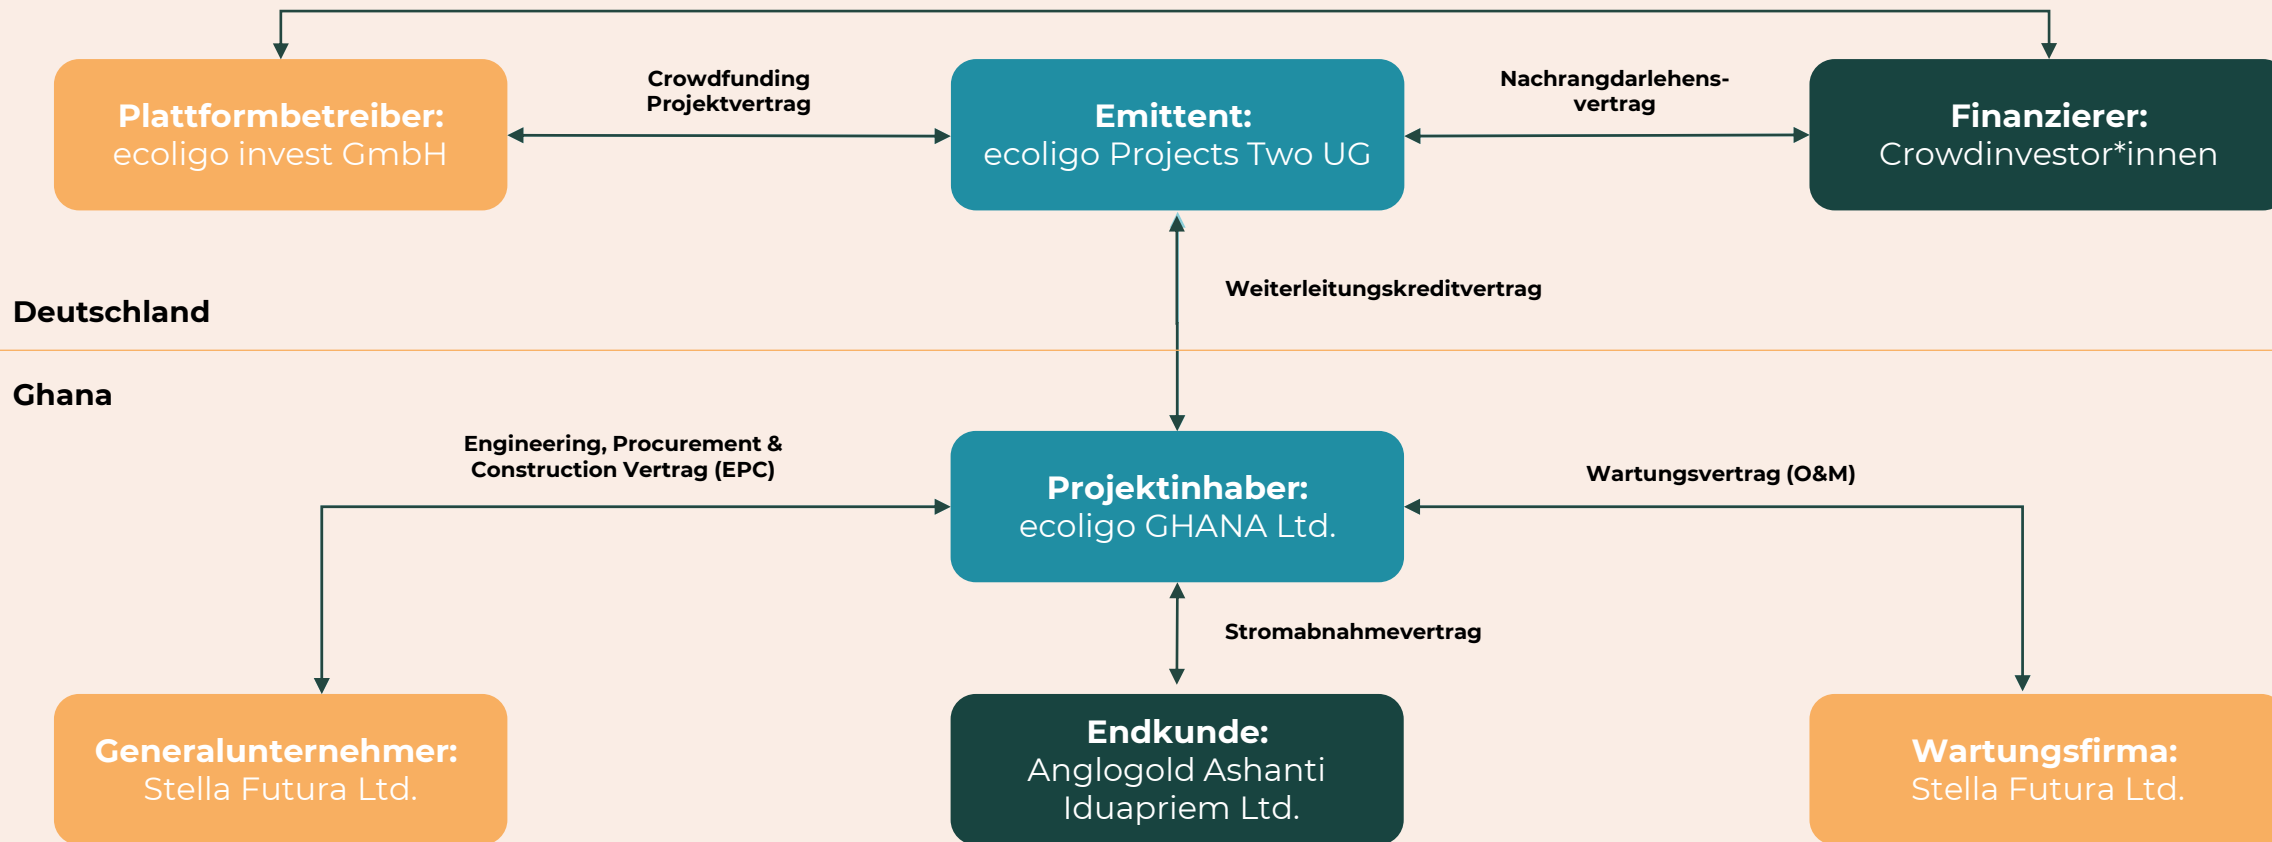 Crowdfunding
Projektvertrag
Nachrangdarlehens-
vertrag
Plattformbetreiber:
ecoligo invest GmbH
Emittent:
ecoligo Projects Two UG
Finanzierer:
Crowdinvestor*innen
Weiterleitungskreditvertrag
Deutschland
Ghana
Engineering, Procurement &
Construction Vertrag (EPC)
Projektinhaber:
ecoligo GHANA Ltd.
Wartungsvertrag (O&M)
Stromabnahmevertrag
Generalunternehmer:
Stella Futura Ltd.
Endkunde:
Anglogold Ashanti
Iduapriem Ltd.
Wartungsfirma:
Stella Futura Ltd.